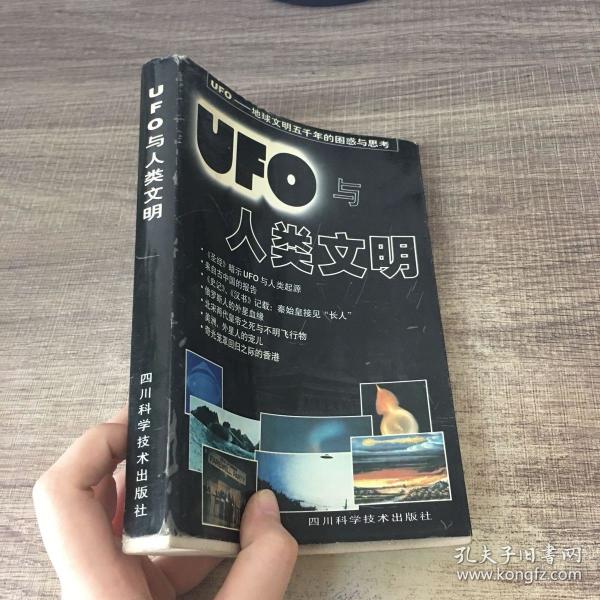 UFO与人类文明
四川科学技术出版社
UFO——地球文明五千年的困惑与思考
UFO
与
人类文明
·《圣经》暗示UFO与人类起源
·来自古中国的报告
·《史记》、《汉书》记载：秦始皇接见“长人”
·俄罗斯人的外星血缘
·北宋两代皇帝之死与不明飞行物
·美洲，外星人的宠儿
·奇光笼罩回归之际的香港
四川科学技术出版社
孔夫子旧书网
www.kongfz.com